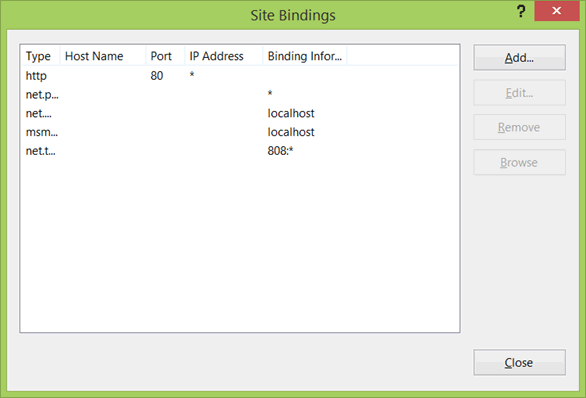 Site Bindings
?
Type Host Name Port IP Address Binding Infor...
http 80 *
net.p... *
net.... localhost
msm... localhost
net.t... 808:*
Add...
Edit...
Remove
Browse
Close